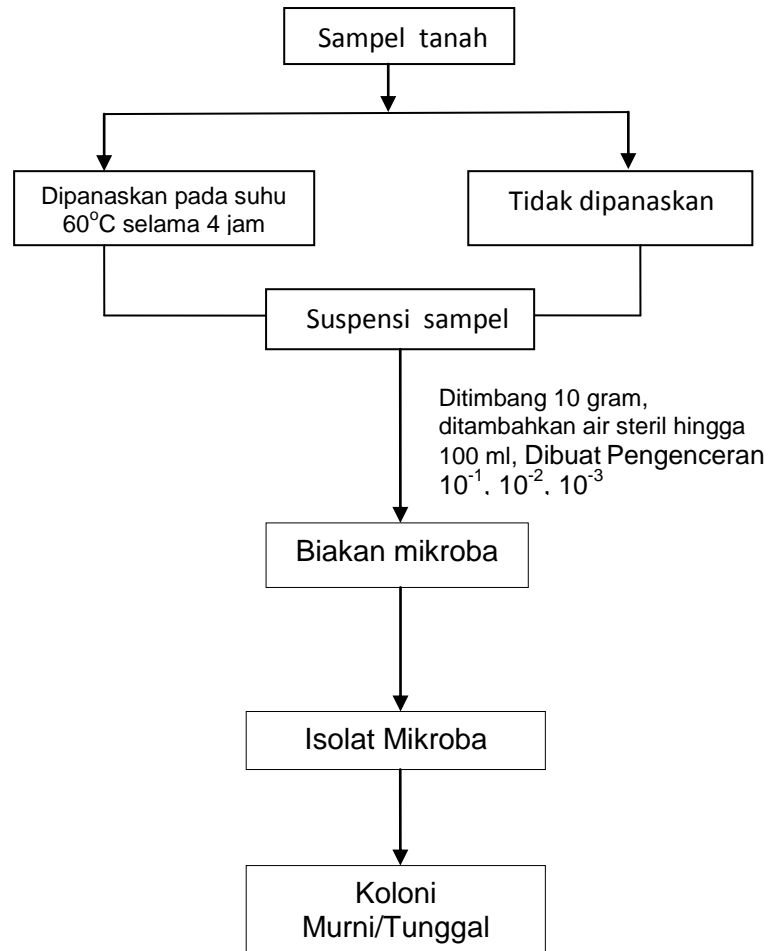 Sampel tanah
Dipanaskan pada suhu
60°C selama 4 jam
Tidak dipanaskan
Suspensi sampel
Ditimbang 10 gram,
ditambahkan air steril hingga
100 ml, Dibuat Pengenceran
10⁻¹, 10⁻², 10⁻³
Biakan mikroba
Isolat Mikroba
Koloni
Murni/Tunggal